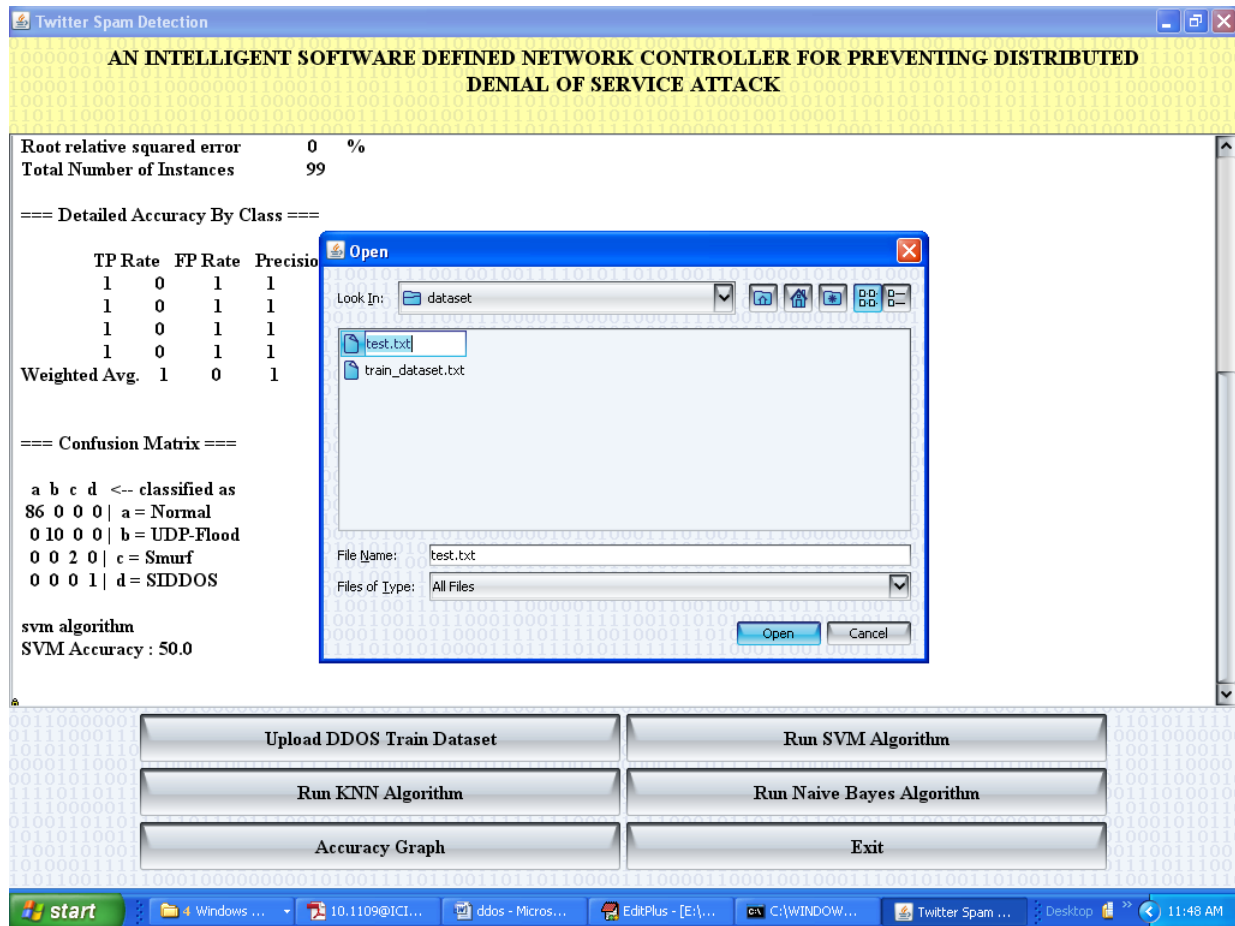 Twitter Spam Detection
AN INTELLIGENT SOFTWARE DEFINED NETWORK CONTROLLER FOR PREVENTING DISTRIBUTED
DENIAL OF SERVICE ATTACK
Root relative squared error 0 %
Total Number of Instances 99
=== Detailed Accuracy By Class ===
TP Rate FP Rate Precisio
1 0 1 1
1 0 1 1
1 0 1 1
1 0 1 1
Weighted Avg. 1 0 1
=== Confusion Matrix ===
a b c d <-- classified as
86 0 0 0 | a = Normal
0 10 0 0 | b = UDP-Flood
0 0 2 0 | c = Smurf
0 0 0 1 | d = SIDDOS
svm algorithm
SVM Accuracy : 50.0
Open
Look In: dataset
test.txt
train_dataset.txt
File Name: test.txt
Files of Type: All Files
Open Cancel
Upload DDOS Train Dataset Run SVM Algorithm
Run KNN Algorithm Run Naive Bayes Algorithm
Accuracy Graph Exit
start 4 Windows ... 10.1109@ICI... ddos - Micros... EditPlus - [E:\... C:\WINDOW... Twitter Spam ... Desktop » 11:48 AM